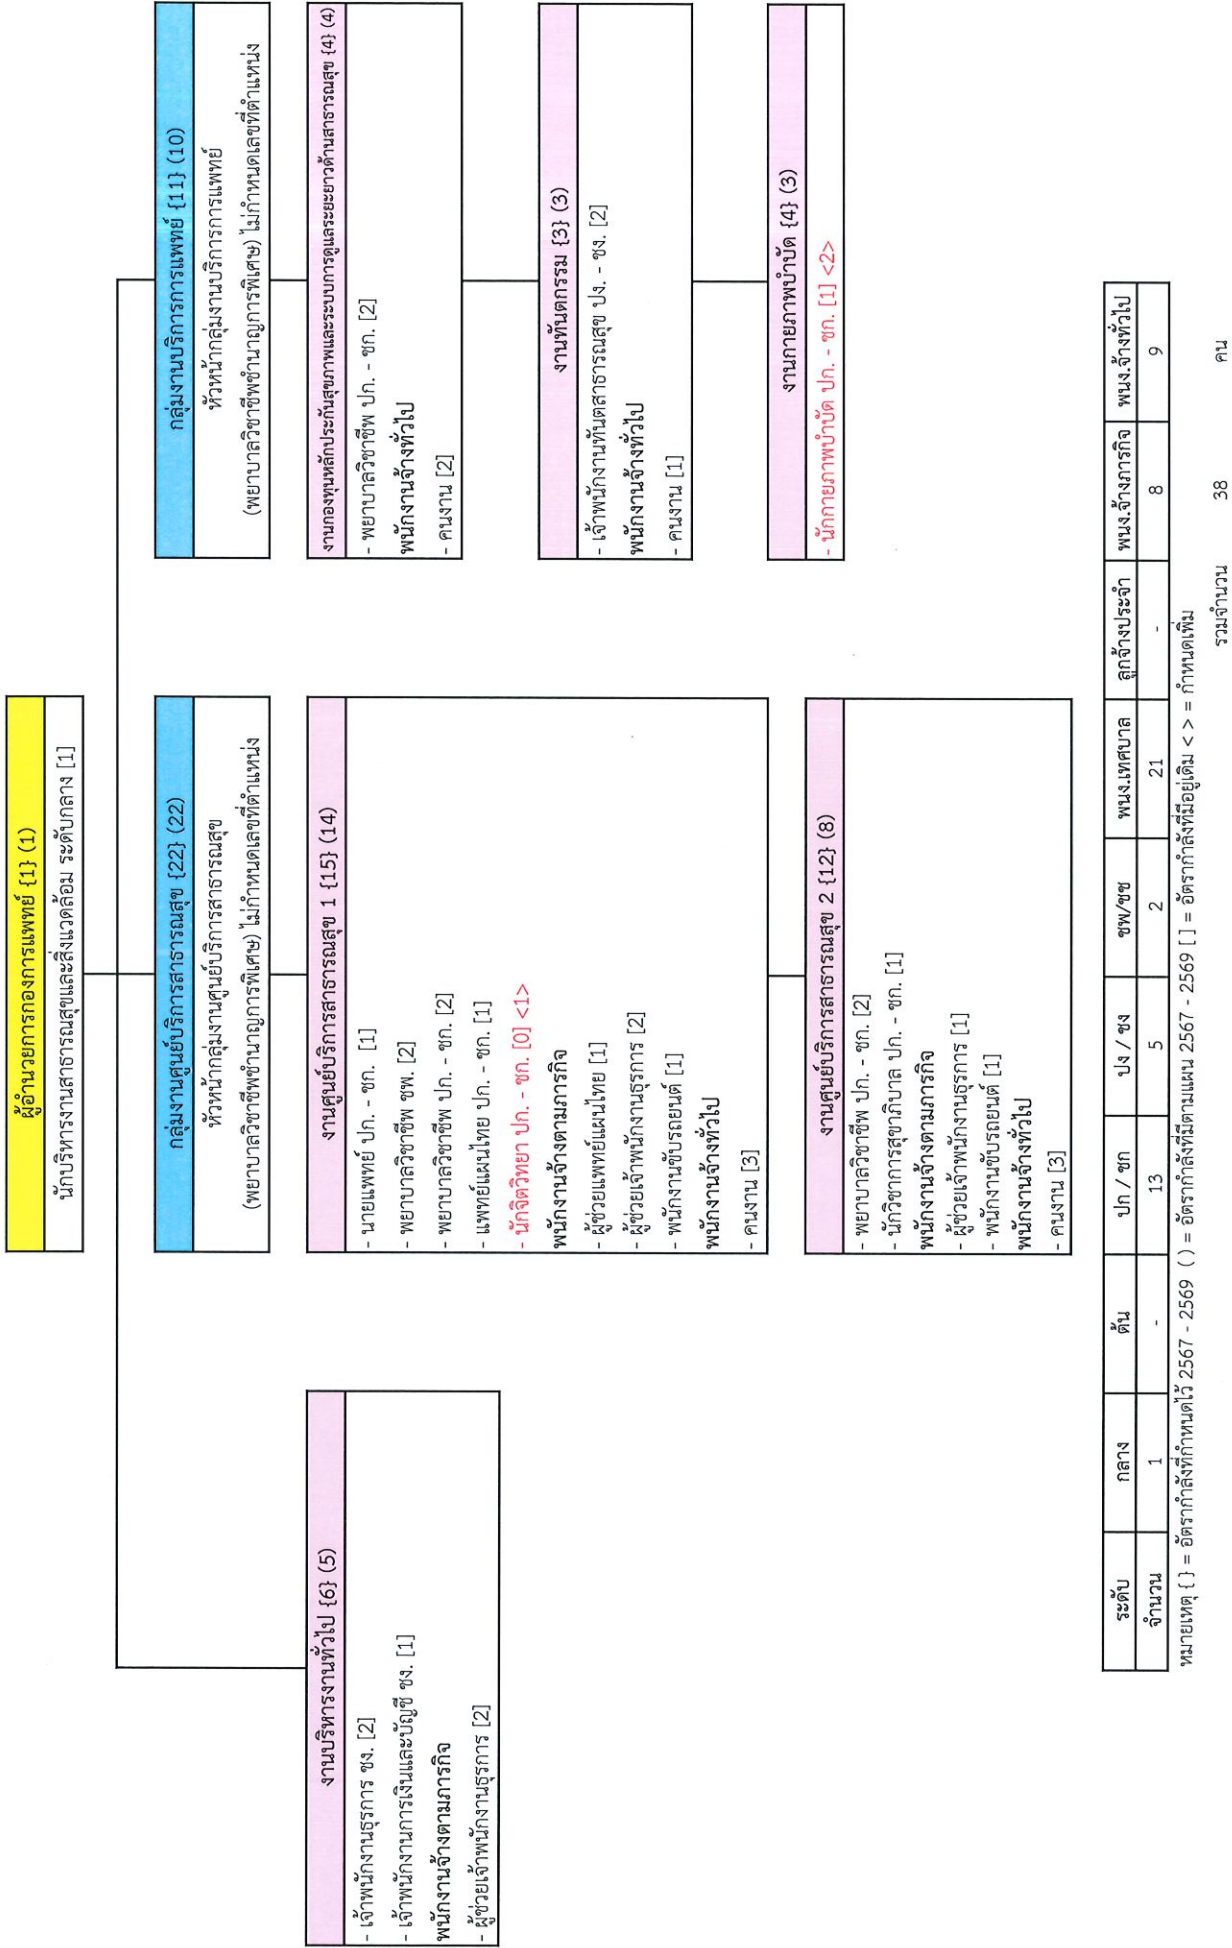 ผู้อำนวยการกองการแพทย์ {1} (1)
นักบริหารงานสาธารณสุขและสิ่งแวดล้อม ระดับกลาง [1]
งานบริหารงานทั่วไป {6} (5)
- เจ้าพนักงานธุรการ ชง. [2]
- เจ้าพนักงานการเงินและบัญชี ชง. [1]
พนักงานจ้างตามภารกิจ
- ผู้ช่วยเจ้าพนักงานธุรการ [2]
กลุ่มงานศูนย์บริการสาธารณสุข {22} (22)
หัวหน้ากลุ่มงานศูนย์บริการสาธารณสุข
(พยาบาลวิชาชีพชำนาญการพิเศษ) ไม่กำหนดเลขที่ตำแหน่ง
งานศูนย์บริการสาธารณสุข 1 {15} (14)
- นายแพทย์ ปก. - ชก. [1]
- พยาบาลวิชาชีพ ชพ. [2]
- พยาบาลวิชาชีพ ปก. - ชก. [2]
- แพทย์แผนไทย ปก. - ชก. [1]
- นักจิตวิทยา ปก. - ชก. [0] <1>
พนักงานจ้างตามภารกิจ
- ผู้ช่วยแพทย์แผนไทย [1]
- ผู้ช่วยเจ้าพนักงานธุรการ [2]
- พนักงานขับรถยนต์ [1]
พนักงานจ้างทั่วไป
- คนงาน [3]
งานศูนย์บริการสาธารณสุข 2 {12} (8)
- พยาบาลวิชาชีพ ปก. - ชก. [2]
- นักวิชาการสุขาภิบาล ปก. - ชก. [1]
พนักงานจ้างตามภารกิจ
- ผู้ช่วยเจ้าพนักงานธุรการ [1]
- พนักงานขับรถยนต์ [1]
พนักงานจ้างทั่วไป
- คนงาน [3]
กลุ่มงานบริการการแพทย์ {11} (10)
หัวหน้ากลุ่มงานบริการการแพทย์
(พยาบาลวิชาชีพชำนาญการพิเศษ) ไม่กำหนดเลขที่ตำแหน่ง
งานกองทุนหลักประกันสุขภาพและระบบการดูแลระยะยาวด้านสาธารณสุข {4} (4)
- พยาบาลวิชาชีพ ปก. - ชก. [2]
พนักงานจ้างทั่วไป
- คนงาน [2]
งานทันตกรรม {3} (3)
- เจ้าพนักงานทันตสาธารณสุข ปง. - ชง. [2]
พนักงานจ้างทั่วไป
- คนงาน [1]
งานกายภาพบำบัด {4} (3)
- นักกายภาพบำบัด ปก. - ชก. [1] <2>
ระดับ กลาง ต้น ปก / ชก ปง / ชง ชพ/ชช พนง.เทศบาล ลูกจ้างประจำ พนง.จ้างภารกิจ พนง.จ้างทั่วไป
จำนวน 1 - 13 5 2 21 - 8 9
หมายเหตุ { } = อัตรากำลังที่กำหนดไว้ 2567 - 2569 ( ) = อัตรากำลังที่มีตามแผน 2567 - 2569 [ ] = อัตรากำลังที่มีอยู่เดิม < > = กำหนดเพิ่ม
รวมจำนวน 38 คน